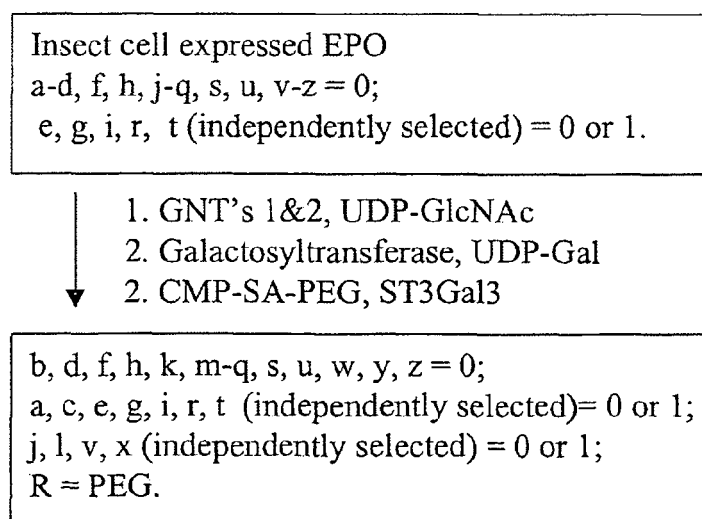 Insect cell expressed EPO
a-d, f, h, j-q, s, u, v-z = 0;
e, g, i, r, t (independently selected) = 0 or 1.
1. GNT's 1&2, UDP-GlcNAc
2. Galactosyltransferase, UDP-Gal
2. CMP-SA-PEG, ST3Gal3
b, d, f, h, k, m-q, s, u, w, y, z = 0;
a, c, e, g, i, r, t (independently selected)= 0 or 1;
j, l, v, x (independently selected) = 0 or 1;
R = PEG.